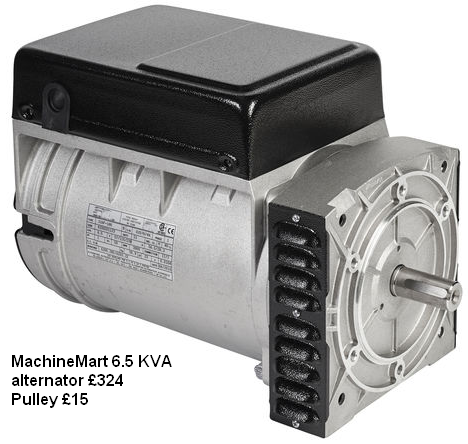 MachineMart 6.5 KVA
alternator £324
Pulley £15